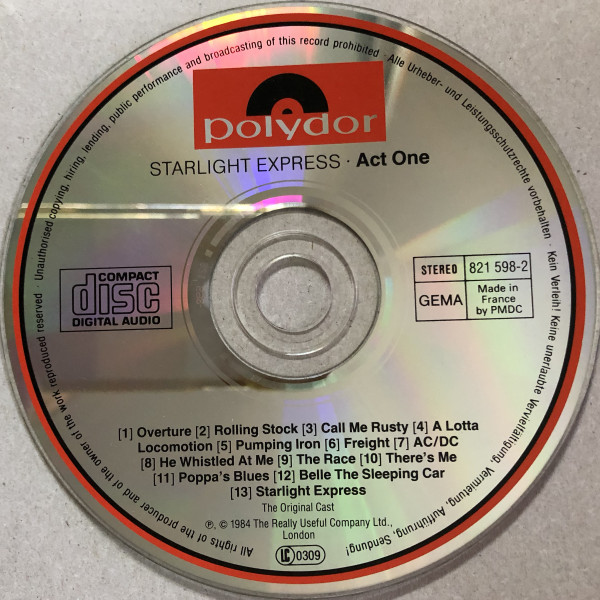 All rights of the producer and of the owner of the work reproduced reserved · Unauthorised copying, hiring, lending, public performance and broadcasting of this record prohibited · Alle Urheber- und Leistungsschutzrechte vorbehalten · Kein Verleih! Keine unerlaubte Vervielfältigung, Vermietung, Aufführung, Sendung!
polydor
STARLIGHT EXPRESS · Act One
COMPACT
disc
DIGITAL AUDIO
STEREO 821 598-2
GEMA Made in
France
by PMDC
[1] Overture [2] Rolling Stock [3] Call Me Rusty [4] A Lotta
Locomotion [5] Pumping Iron [6] Freight [7] AC/DC
[8] He Whistled At Me [9] The Race [10] There's Me
[11] Poppa's Blues [12] Belle The Sleeping Car
[13] Starlight Express
The Original Cast
℗, © 1984 The Really Useful Company Ltd.,
London
LC 0309